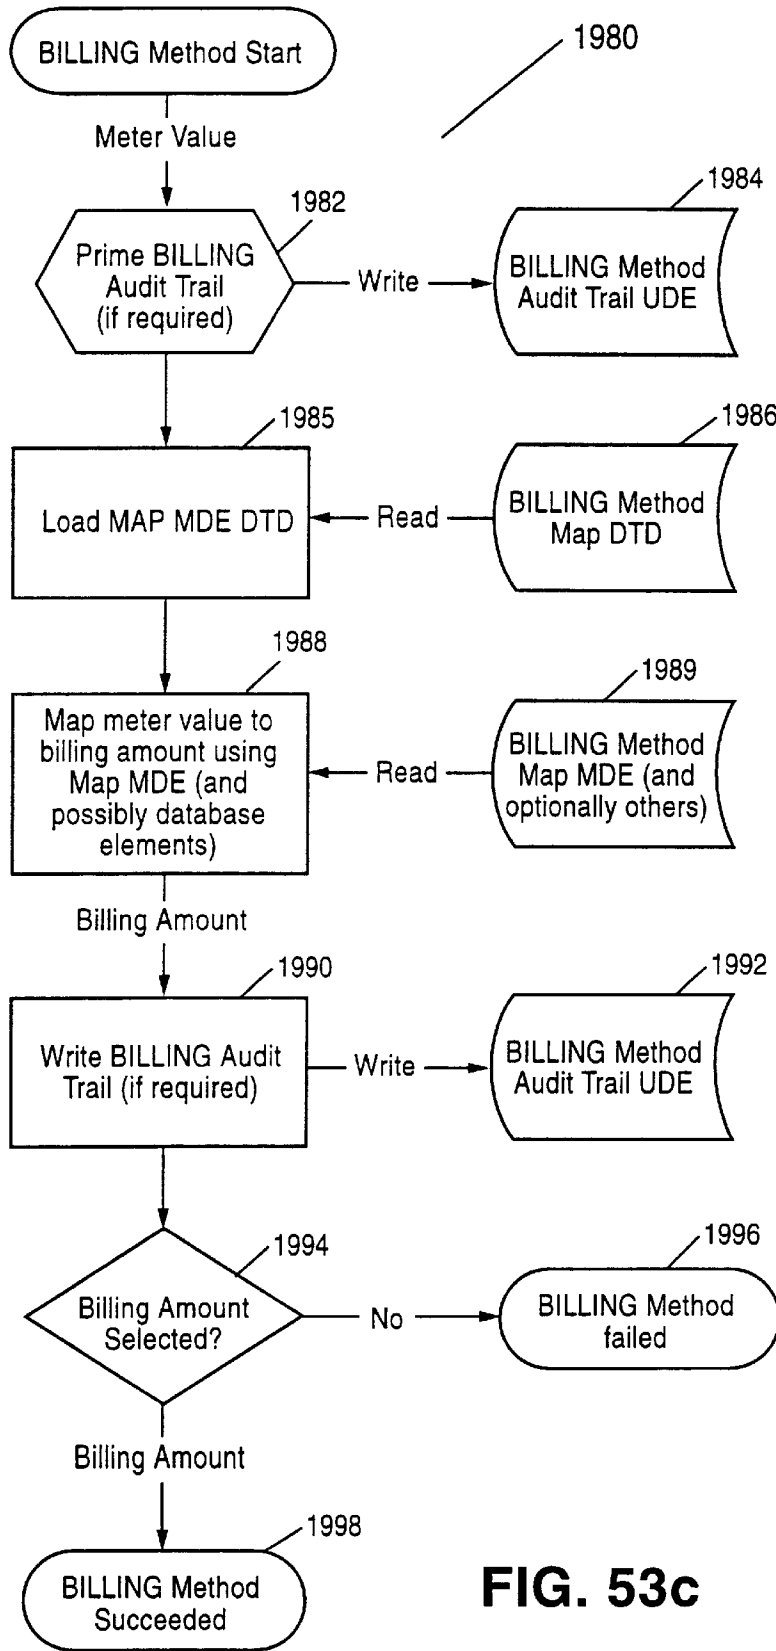 BILLING Method Start
1980
Meter Value
1982
1984
Prime BILLING
Audit Trail
(if required)
Write
BILLING Method
Audit Trail UDE
1985
1986
Load MAP MDE DTD
Read
BILLING Method
Map DTD
1988
1989
Map meter value to
billing amount using
Map MDE (and
possibly database
elements)
Read
BILLING Method
Map MDE (and
optionally others)
Billing Amount
1990
1992
Write BILLING Audit
Trail (if required)
Write
BILLING Method
Audit Trail UDE
1994
1996
Billing Amount
Selected?
No
BILLING Method
failed
Billing Amount
1998
BILLING Method
Succeeded
FIG. 53c